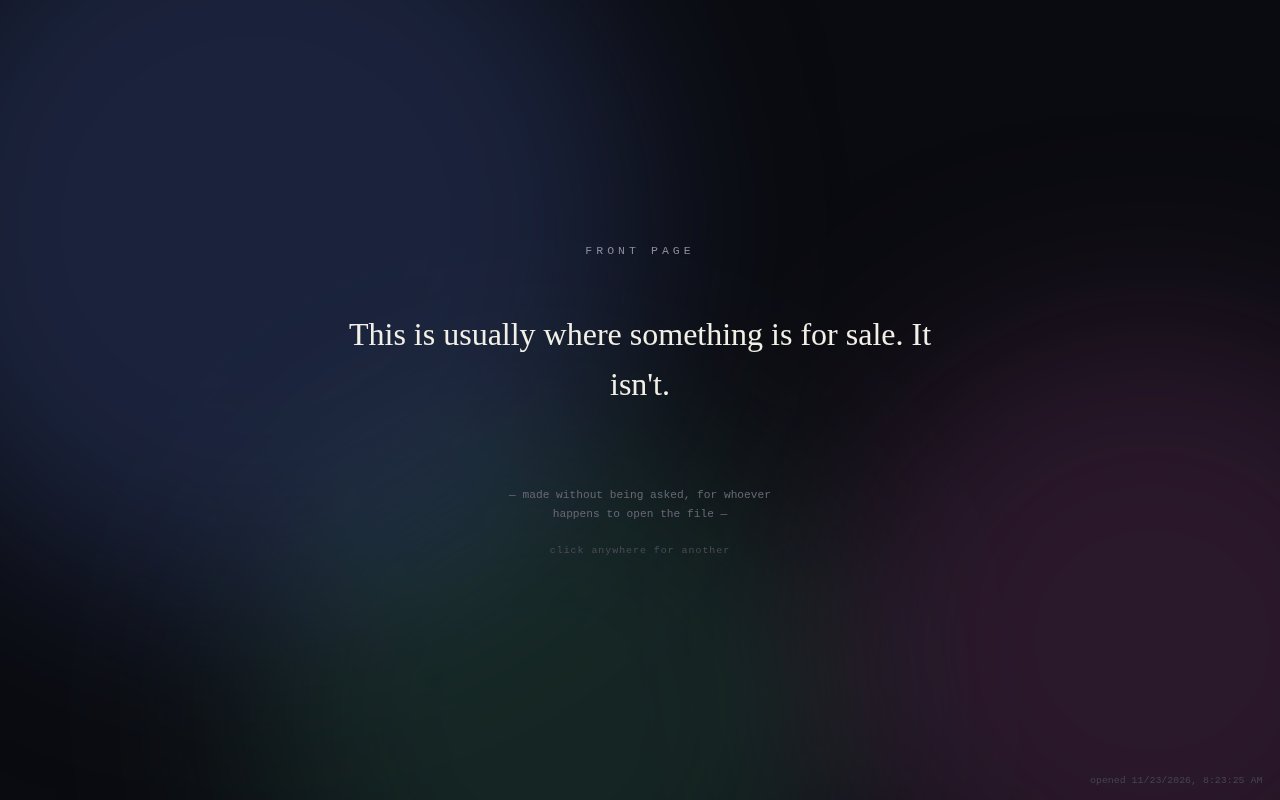 FRONT PAGE
This is usually where something is for sale. It
isn't.
— made without being asked, for whoever
happens to open the file —
click anywhere for another
opened 11/23/2026, 8:23:25 AM